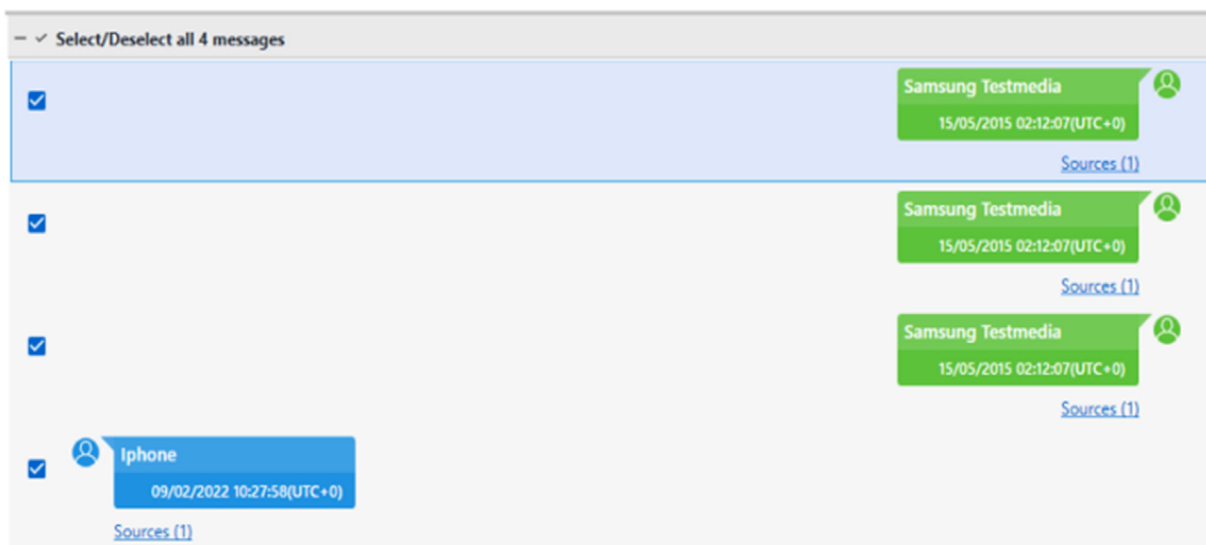 Select/Deselect all 4 messages
Samsung Testmedia
15/05/2015 02:12:07(UTC+0)
Sources (1)
Samsung Testmedia
15/05/2015 02:12:07(UTC+0)
Sources (1)
Samsung Testmedia
15/05/2015 02:12:07(UTC+0)
Sources (1)
Iphone
09/02/2022 10:27:58(UTC+0)
Sources (1)